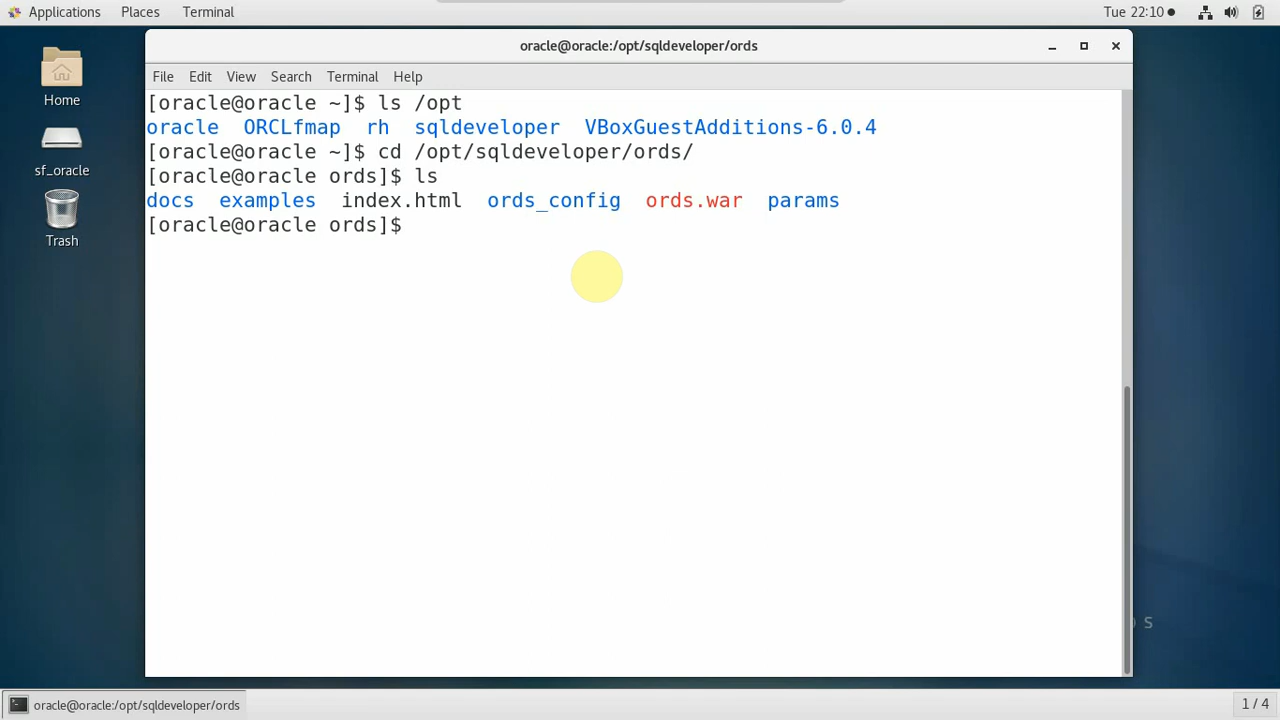 Applications Places Terminal Tue 22:10
oracle@oracle:/opt/sqldeveloper/ords
File Edit View Search Terminal Help
Home
sf_oracle
Trash
[oracle@oracle ~]$ ls /opt
oracle ORCLfmap rh sqldeveloper VBoxGuestAdditions-6.0.4
[oracle@oracle ~]$ cd /opt/sqldeveloper/ords/
[oracle@oracle ords]$ ls
docs examples index.html ords_config ords.war params
[oracle@oracle ords]$
S
oracle@oracle:/opt/sqldeveloper/ords 1 / 4